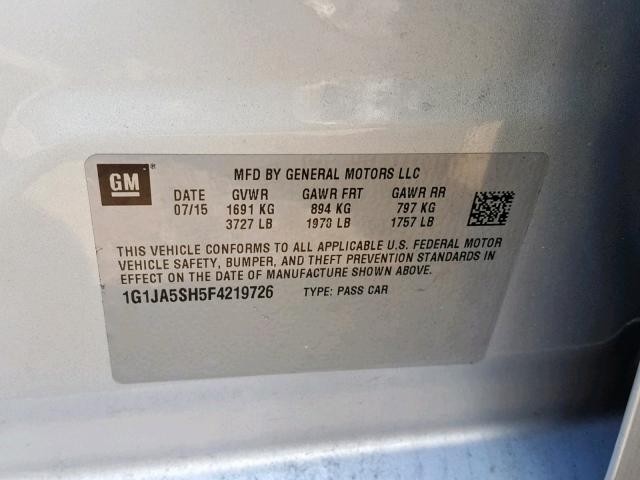 GM ®
MFD BY GENERAL MOTORS LLC
DATE GVWR GAWR FRT GAWR RR
07/15 1691 KG 894 KG 797 KG
3727 LB 1970 LB 1757 LB
THIS VEHICLE CONFORMS TO ALL APPLICABLE U.S. FEDERAL MOTOR
VEHICLE SAFETY, BUMPER, AND THEFT PREVENTION STANDARDS IN
EFFECT ON THE DATE OF MANUFACTURE SHOWN ABOVE.
1G1JA5SH5F4219726 TYPE: PASS CAR